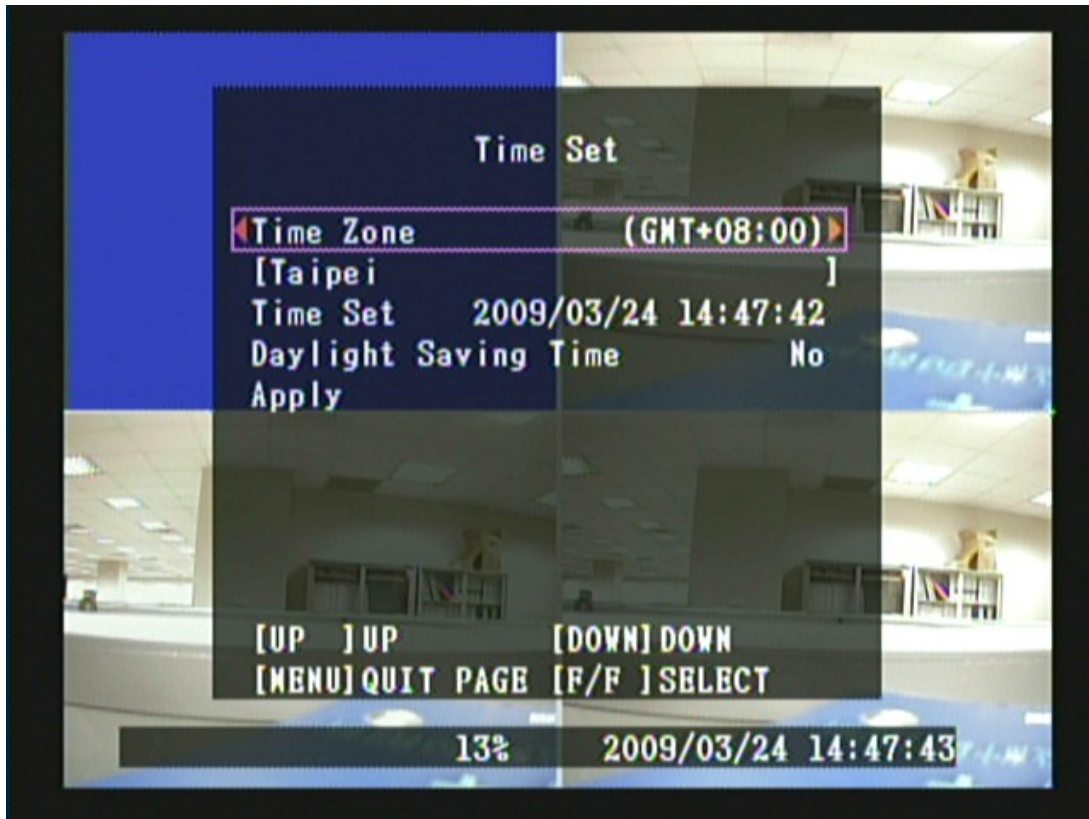 Time Set
Time Zone (GMT+08:00)
[Taipei ]
Time Set 2009/03/24 14:47:42
Daylight Saving Time No
Apply
[UP ]UP [DOWN]DOWN
[MENU]QUIT PAGE [F/F ]SELECT
13% 2009/03/24 14:47:43